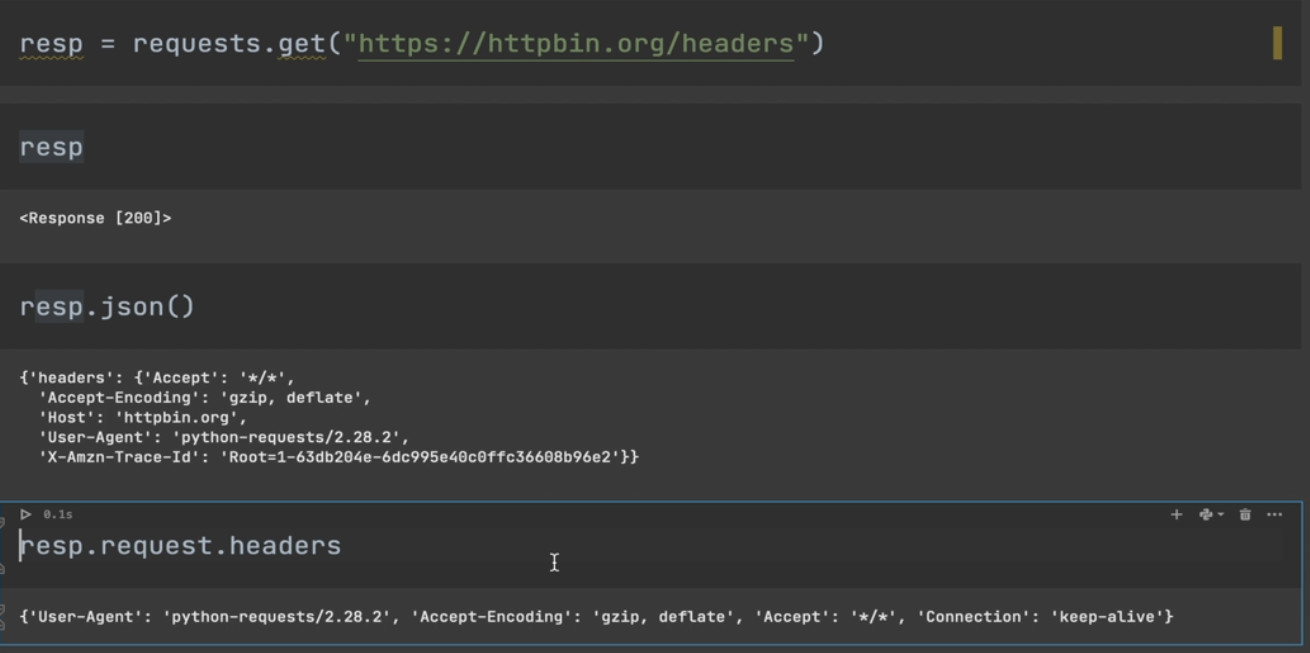 resp = requests.get("https://httpbin.org/headers")
resp
<Response [200]>
resp.json()
{'headers': {'Accept': '*/*',
'Accept-Encoding': 'gzip, deflate',
'Host': 'httpbin.org',
'User-Agent': 'python-requests/2.28.2',
'X-Amzn-Trace-Id': 'Root=1-63db204e-6dc995e40c0ffc36608b96e2'}}
0.1s
resp.request.headers
{'User-Agent': 'python-requests/2.28.2', 'Accept-Encoding': 'gzip, deflate', 'Accept': '*/*', 'Connection': 'keep-alive'}